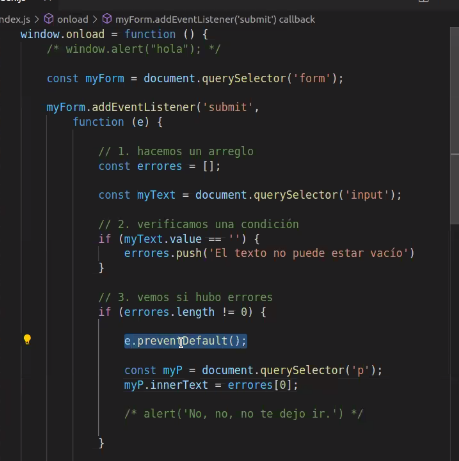 ndex.js > onload > myForm.addEventListener('submit') callback
window.onload = function () {
/* window.alert("hola"); */
const myForm = document.querySelector('form');
myForm.addEventListener('submit',
function (e) {
// 1. hacemos un arreglo
const errores = [];
const myText = document.querySelector('input');
// 2. verificamos una condición
if (myText.value == '') {
errores.push('El texto no puede estar vacío')
}
// 3. vemos si hubo errores
if (errores.length != 0) {
e.preventDefault();
const myP = document.querySelector('p');
myP.innerText = errores[0];
/* alert('No, no, no te dejo ir.') */
}